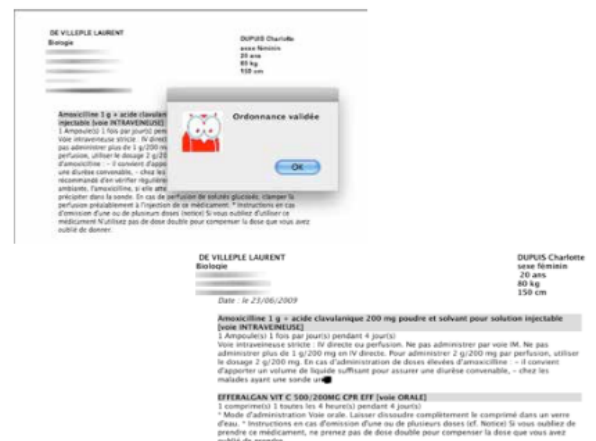 DE VILLEPLE LAURENT
Biologie
DUPUIS Charlotte
sexe féminin
20 ans
80 kg
150 cm
Ordonnance validée
OK
Amoxicilline 1 g + acide clavulan
injectable [voie INTRAVEINEUSE]
1 Ampoule(s) 1 fois par jour(s) pen
Voie intraveineuse stricte : IV direct
pas administrer plus de 1 g/200 m
perfusion, utiliser le dosage 2 g/20
d'amoxicilline : - il convient d'appo
une diurèse convenable, - chez les
recommandé d'en vérifier régulière
ambiante, l'amoxicilline, si elle atte
précipiter dans la sonde. En cas de perfusion de solutés glucosés, clamper la
perfusion préalablement à l'injection de ce médicament. * Instructions en cas
d'omission d'une ou de plusieurs doses (notice) Si vous oubliez d'utiliser ce
médicament N'utilisez pas de dose double pour compenser la dose que vous avez
oublié de donner.
DE VILLEPLE LAURENT
Biologie
DUPUIS Charlotte
sexe féminin
20 ans
80 kg
150 cm
Date : le 23/06/2009
Amoxicilline 1 g + acide clavulanique 200 mg poudre et solvant pour solution injectable
[voie INTRAVEINEUSE]
1 Ampoule(s) 1 fois par jour(s) pendant 4 jour(s)
Voie intraveineuse stricte : IV directe ou perfusion. Ne pas administrer par voie IM. Ne pas
administrer plus de 1 g/200 mg en IV directe. Pour administrer 2 g/200 mg par perfusion, utiliser
le dosage 2 g/200 mg. En cas d'administration de doses élevées d'amoxicilline : - il convient
d'apporter un volume de liquide suffisant pour assurer une diurèse convenable, - chez les
malades ayant une sonde
EFFERALGAN VIT C 500/200MG CPR EFF [voie ORALE]
1 comprimé(s) 1 toutes les 4 heure(s) pendant 4 jour(s)
* Mode d'administration Voie orale. Laisser dissoudre complètement le comprimé dans un verre
d'eau. * Instructions en cas d'omission d'une ou de plusieurs doses (cf. Notice) Si vous oubliez de
prendre ce médicament, ne prenez pas de dose double pour compenser la dose que vous avez
oublié de prendre